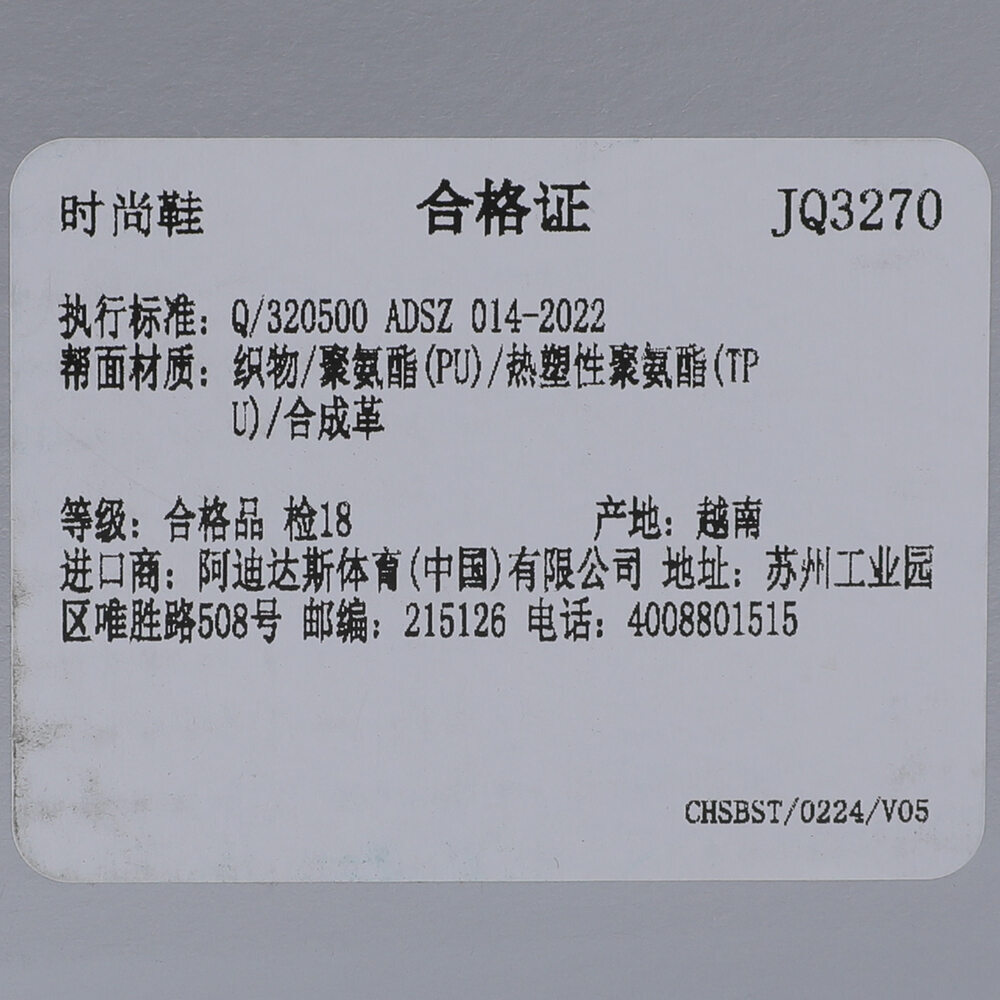 时尚鞋 合格证 JQ3270
执行标准: Q/320500 ADSZ 014-2022
帮面材质: 织物/聚氨酯(PU)/热塑性聚氨酯(TP
U)/合成革
等级: 合格品 检18 产地: 越南
进口商: 阿迪达斯体育(中国)有限公司 地址: 苏州工业园
区唯胜路508号 邮编: 215126 电话: 4008801515
CHSBST/0224/V05